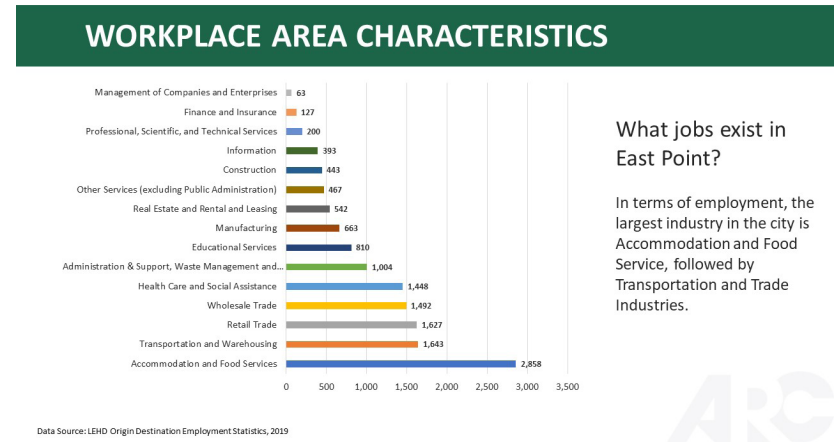 WORKPLACE AREA CHARACTERISTICS
Management of Companies and Enterprises 63
Finance and Insurance 127
Professional, Scientific, and Technical Services 200
Information 393
Construction 443
Other Services (excluding Public Administration) 467
Real Estate and Rental and Leasing 542
Manufacturing 663
Educational Services 810
Administration & Support, Waste Management and... 1,004
Health Care and Social Assistance 1,448
Wholesale Trade 1,492
Retail Trade 1,627
Transportation and Warehousing 1,643
Accommodation and Food Services 2,858
0 500 1,000 1,500 2,000 2,500 3,000 3,500
What jobs exist in
East Point?
In terms of employment, the
largest industry in the city is
Accommodation and Food
Service, followed by
Transportation and Trade
Industries.
Data Source: LEHD Origin Destination Employment Statistics, 2019
ARC